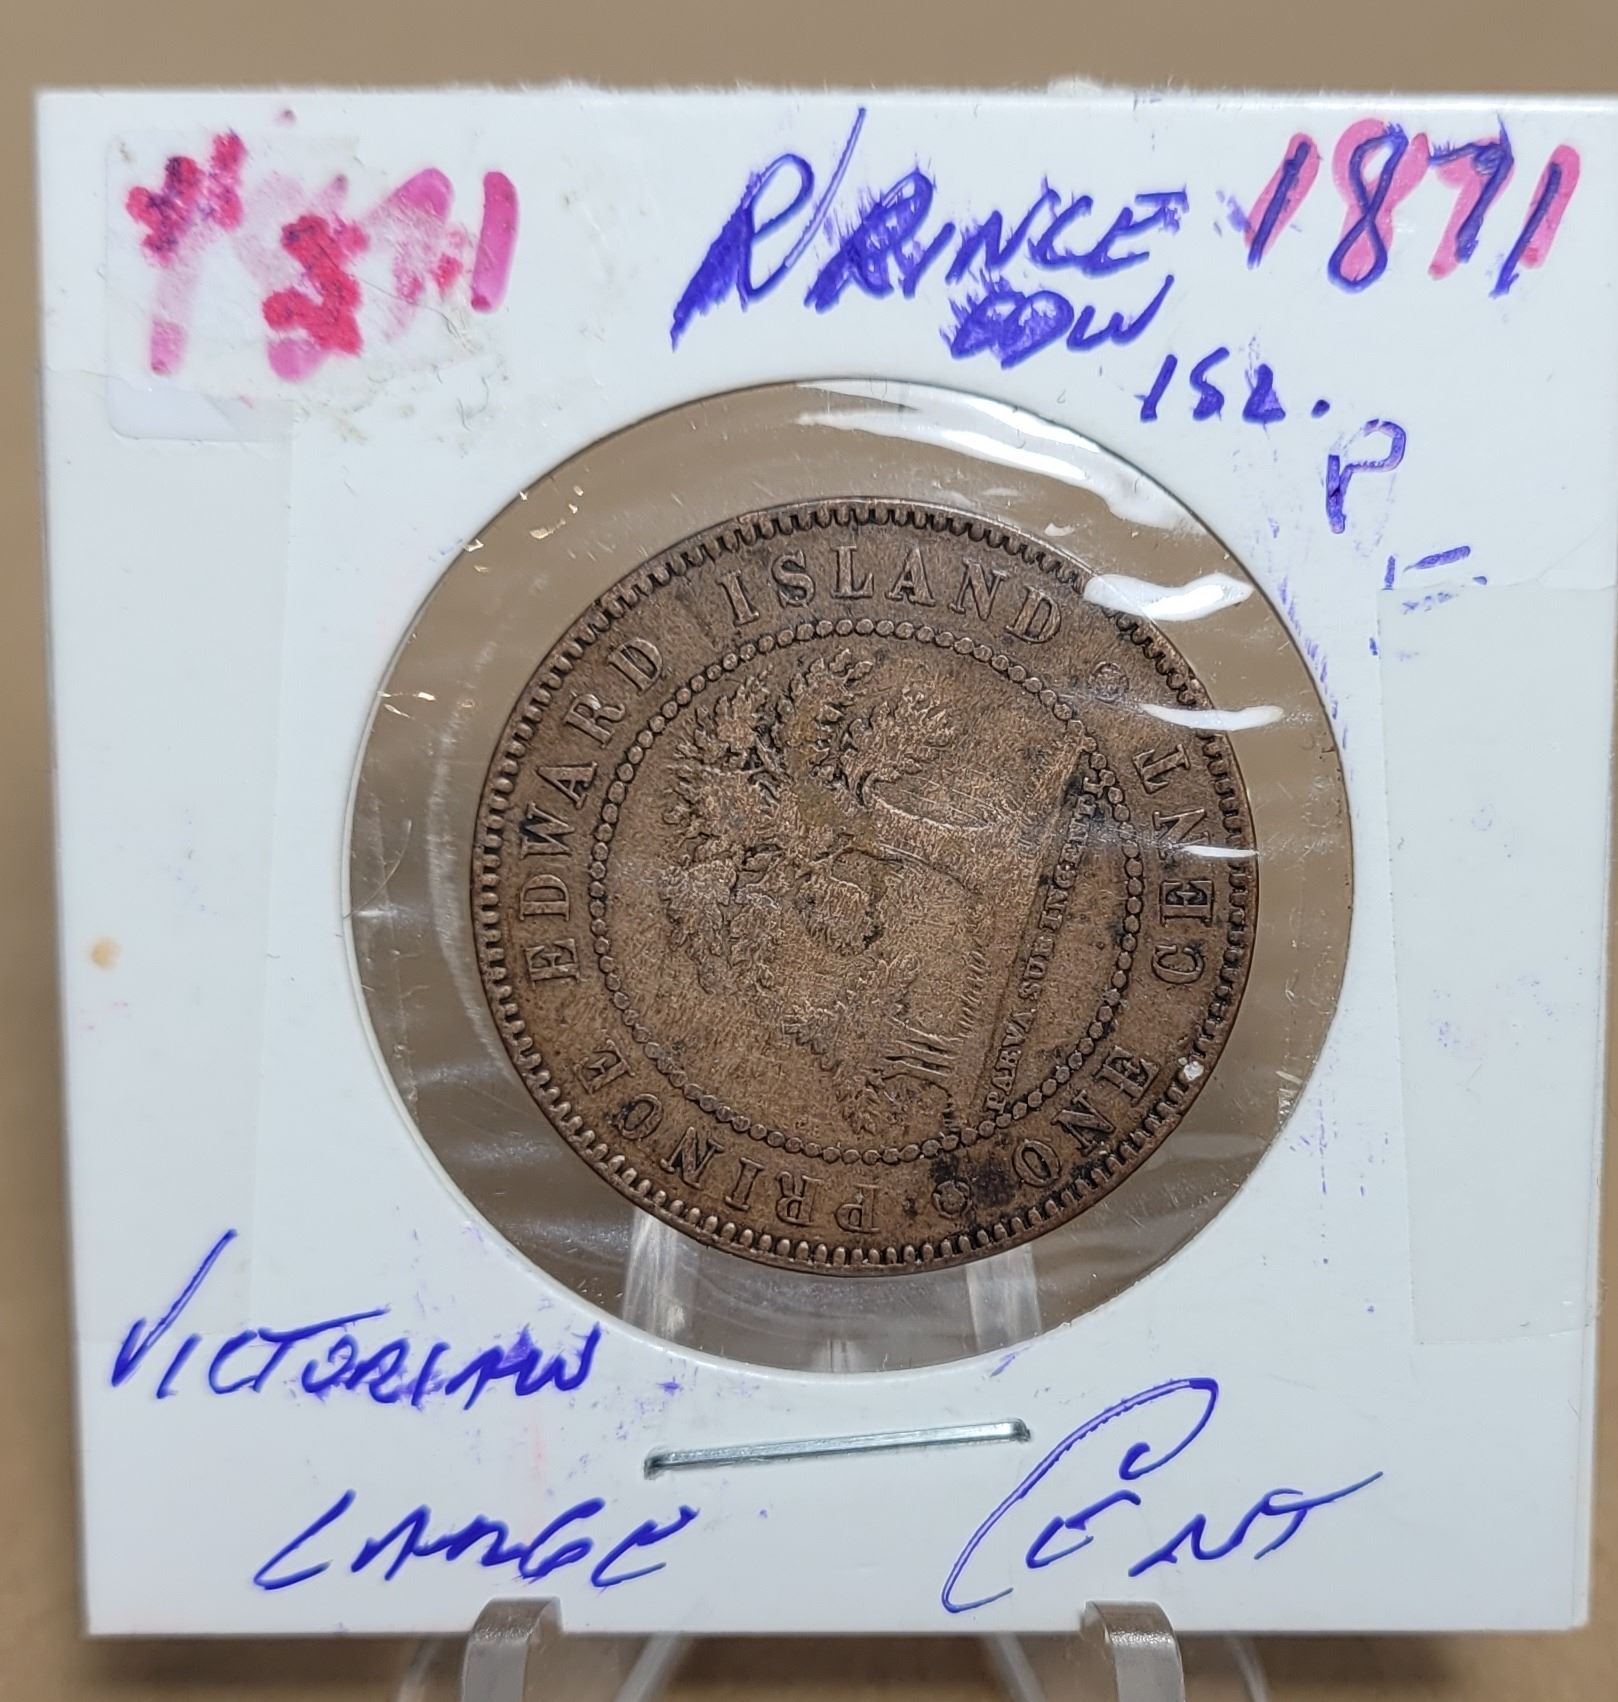 PRINCE 1871
EDW
ISL.
P
PRINCE EDWARD ISLAND
ONE CENT
PARVA SUB INGENTI
VICTORIAN
LARGE CENT